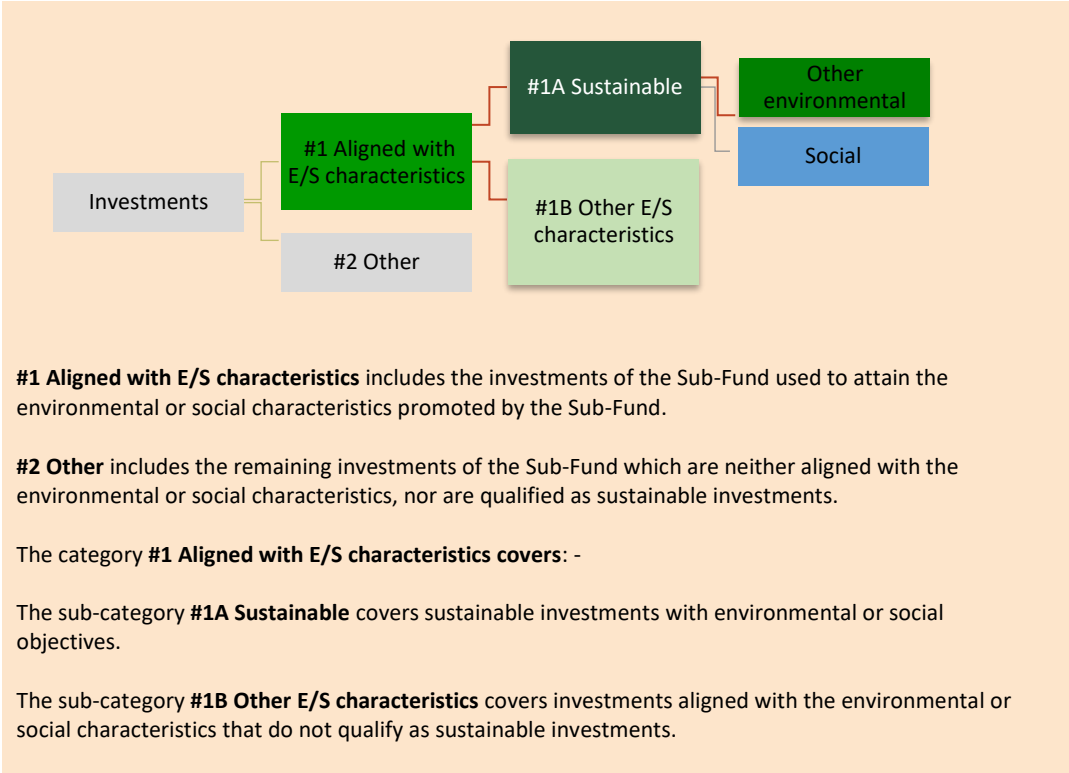 #1A Sustainable
Other
environmental
#1 Aligned with
E/S characteristics
Social
Investments
#1B Other E/S
characteristics
#2 Other
#1 Aligned with E/S characteristics includes the investments of the Sub-Fund used to attain the
environmental or social characteristics promoted by the Sub-Fund.
#2 Other includes the remaining investments of the Sub-Fund which are neither aligned with the
environmental or social characteristics, nor are qualified as sustainable investments.
The category #1 Aligned with E/S characteristics covers: -
The sub-category #1A Sustainable covers sustainable investments with environmental or social
objectives.
The sub-category #1B Other E/S characteristics covers investments aligned with the environmental or
social characteristics that do not qualify as sustainable investments.